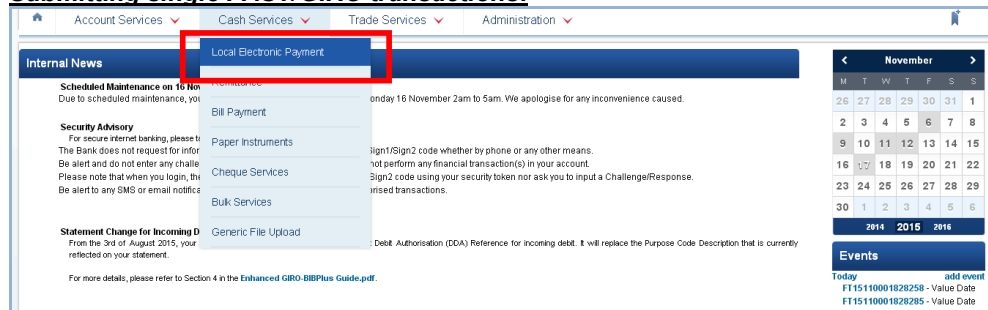 Submitting single FAST/GIRO transactions:
Account Services Cash Services Trade Services Administration
Local Electronic Payment
Remittance
Bill Payment
Paper Instruments
Cheque Services
Bulk Services
Generic File Upload
Internal News
Scheduled Maintenance on 16 Nov
Due to scheduled maintenance, you onday 16 November 2am to 5am. We apologise for any inconvenience caused.
Security Advisory
For secure internet banking, please t
The Bank does not request for infor Sign1/Sign2 code whether by phone or any other means.
Be alert and do not enter any challe not perform any financial transaction(s) in your account.
Please note that when you login, the Sign2 code using your security token nor ask you to input a Challenge/Response.
Be alert to any SMS or email notifica orised transactions.
Statement Change for Incoming D
From the 3rd of August 2015, your Debit Authorisation (DDA) Reference for incoming debit. It will replace the Purpose Code Description that is currently
reflected on your statement.
For more details, please refer to Section 4 in the Enhanced GIRO-BIBPlus Guide.pdf.
< November >
M T W T F S S
26 27 28 29 30 31 1
2 3 4 5 6 7 8
9 10 11 12 13 14 15
16 17 18 19 20 21 22
23 24 25 26 27 28 29
30 1 2 3 4 5 6
2014 2015 2016
Events
Today add event
FT15110001828258 - Value Date
FT15110001828285 - Value Date